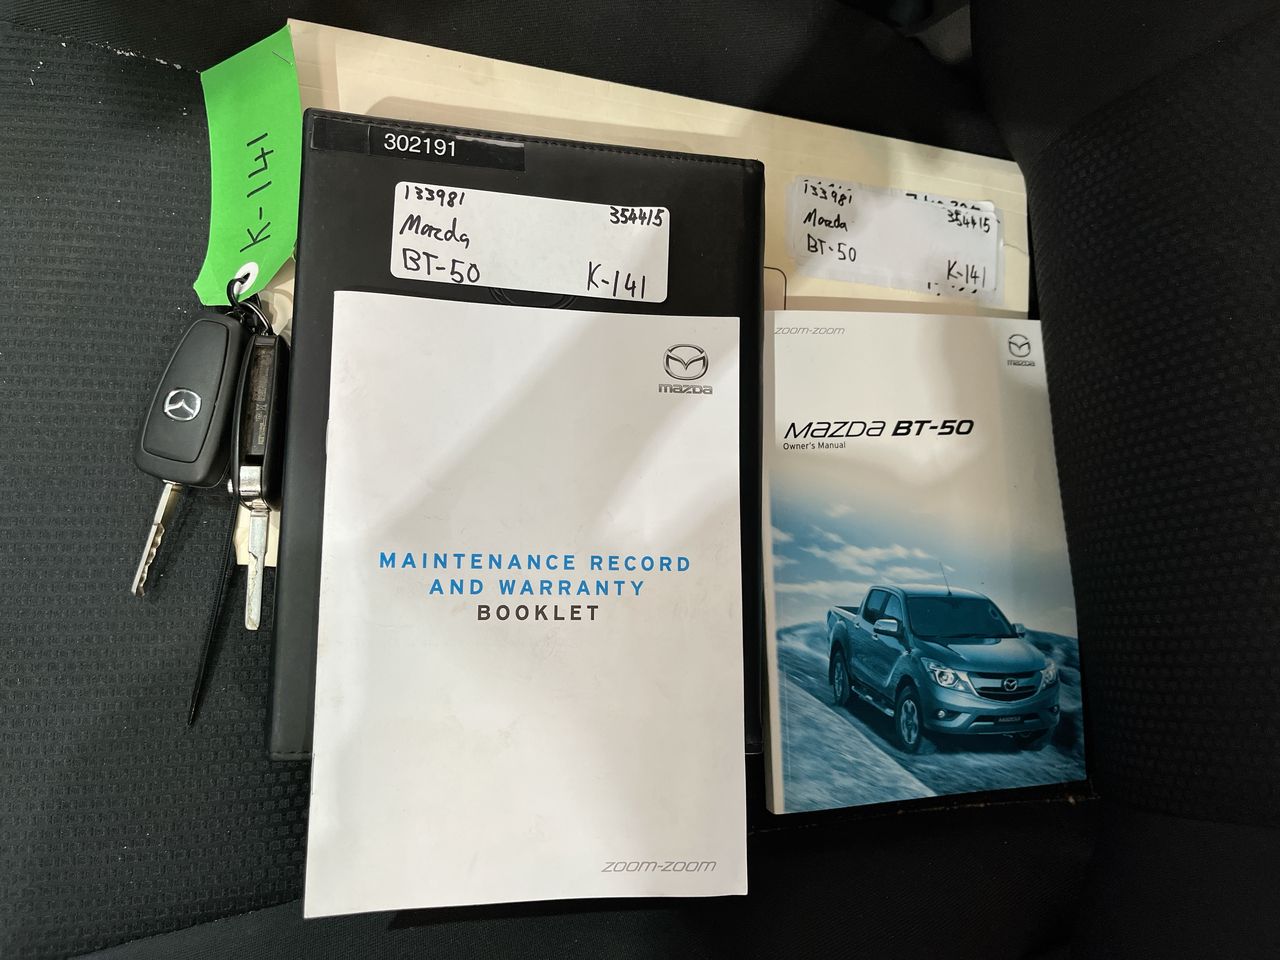 K-141
302191
133981
354415
Mazda
BT-50
K-141
133981
354415
Mazda
BT-50
K-141
mazda
MAINTENANCE RECORD
AND WARRANTY
BOOKLET
zoom-zoom
zoom-zoom
mazda
Mazda BT-50
Owner's Manual